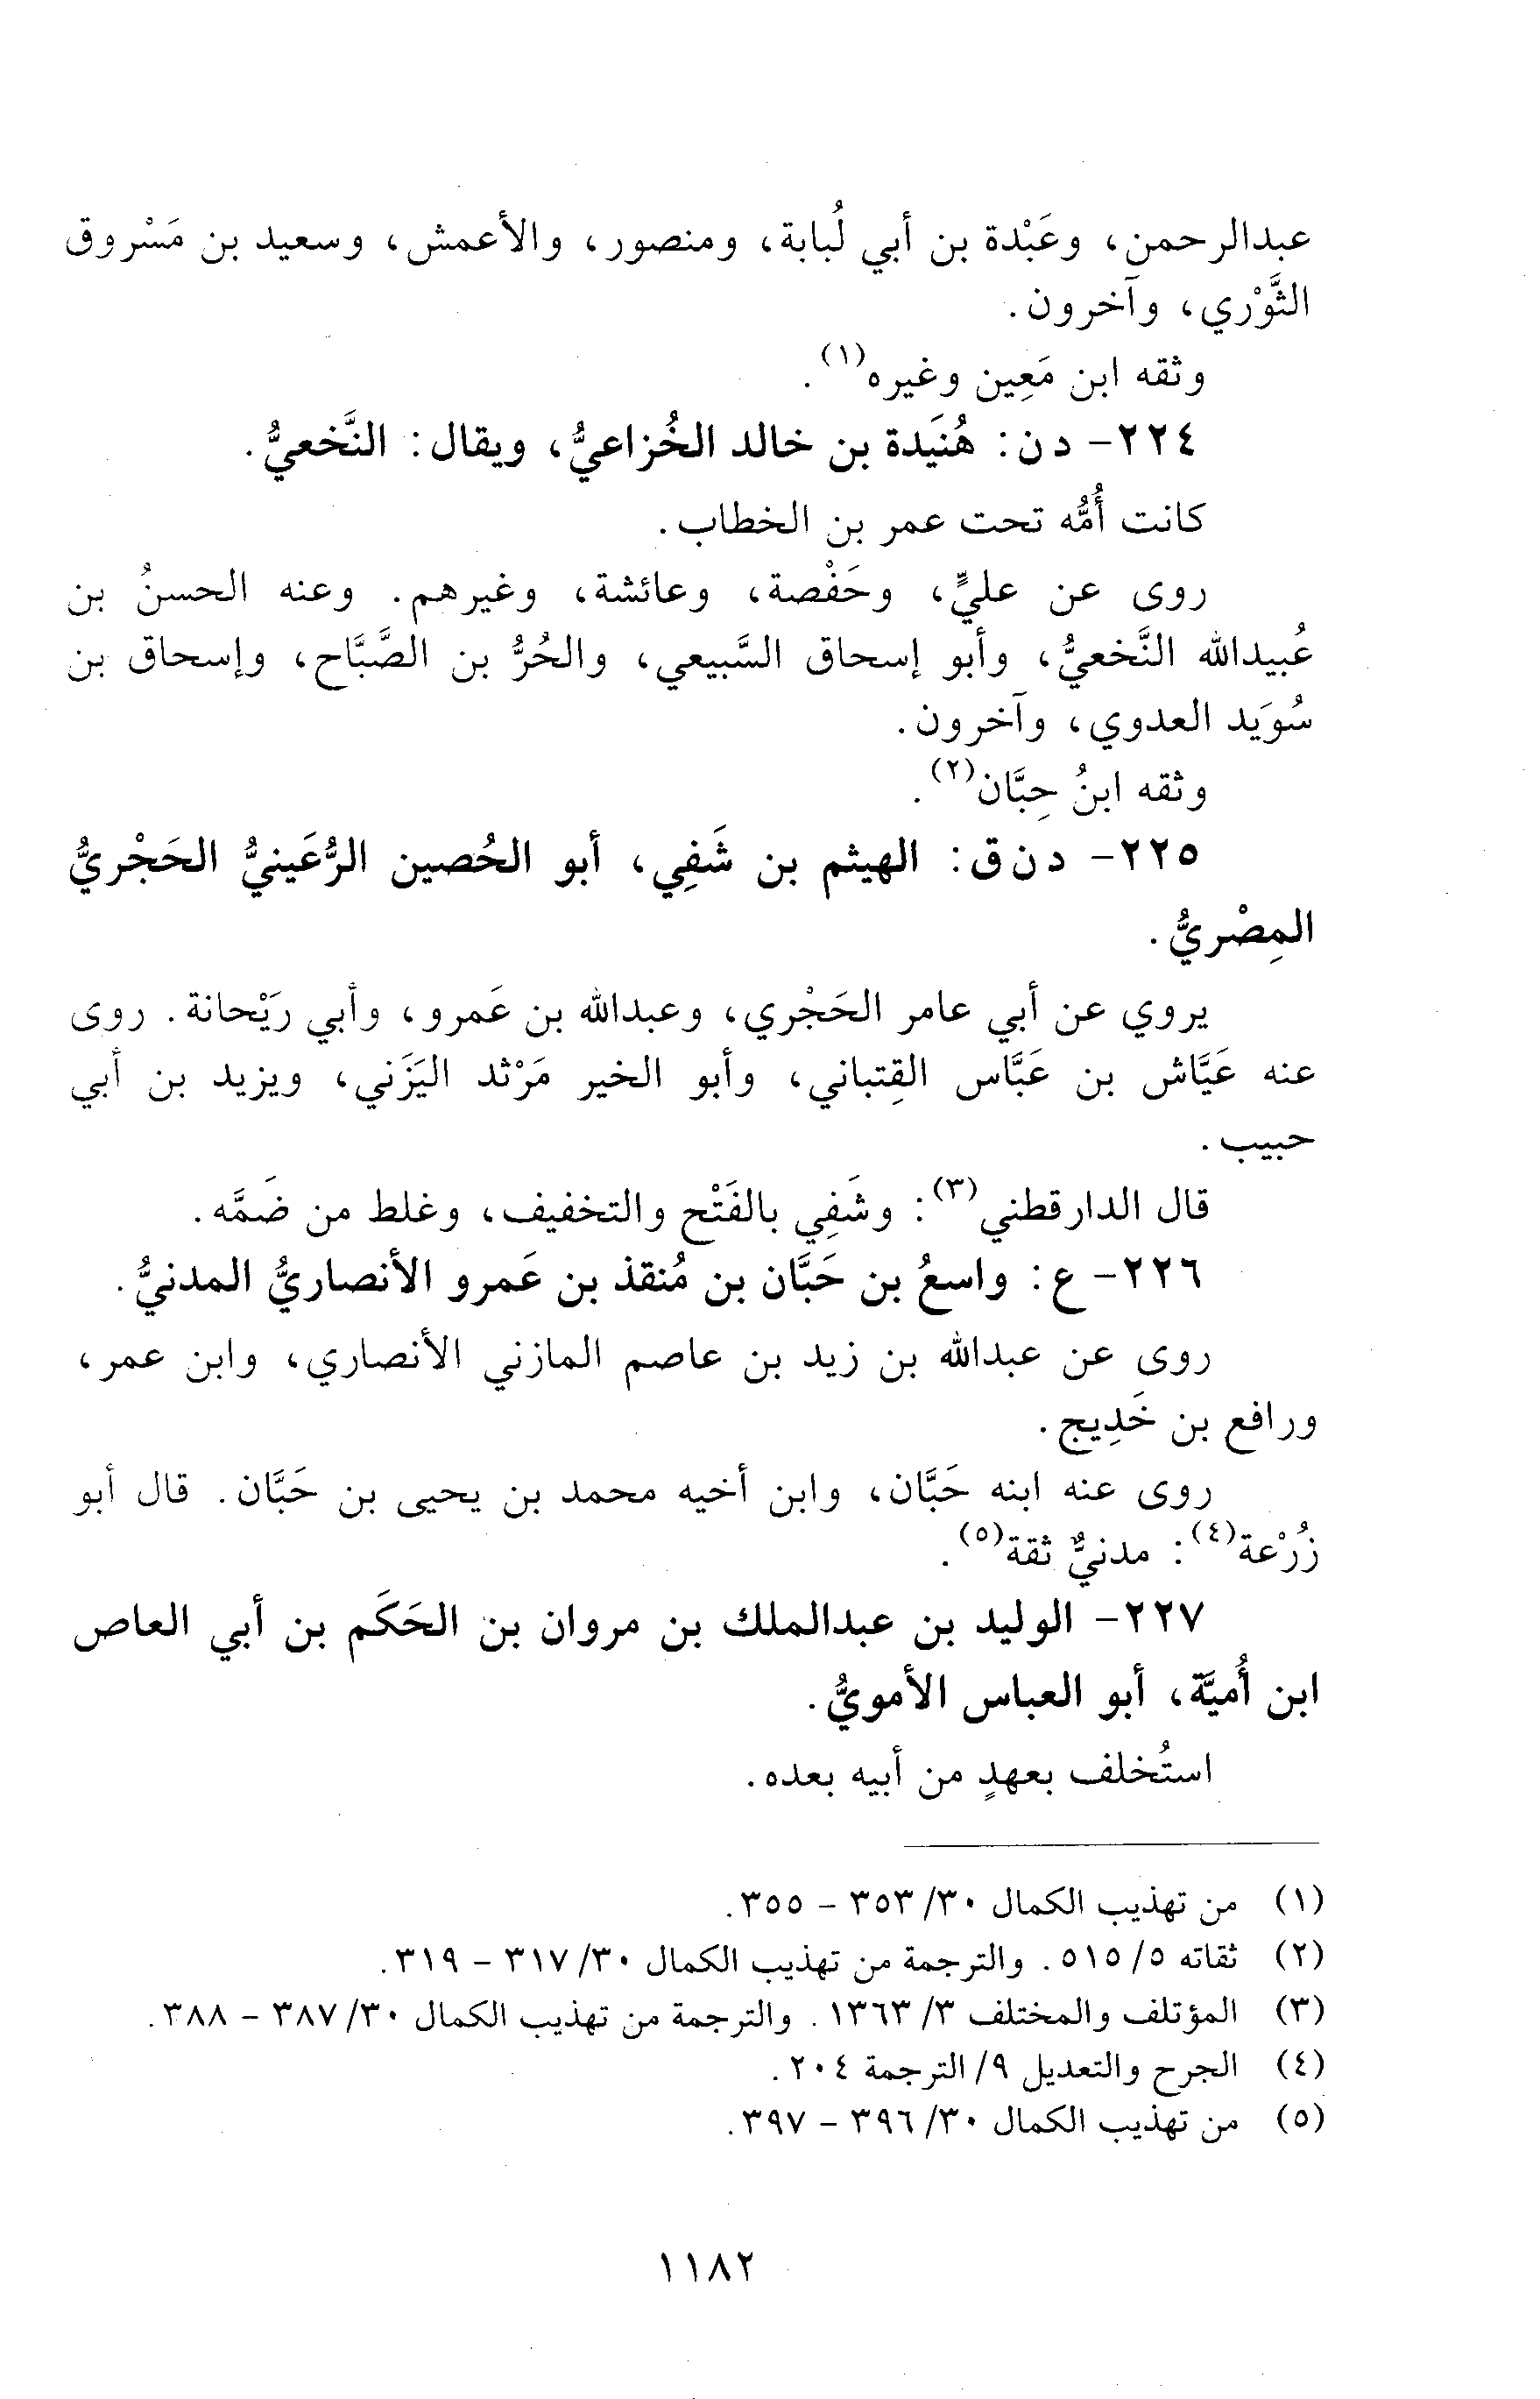 عبدالرحمن، وعَبْدة بن أبي لُبابة، ومنصور، والأعمش، وسعيد بن مَسْروق
الثَّوْري، وآخرون.
وثقه ابن مَعِين وغيره(١).
٢٢٤- د ن: هُنَيدة بن خالد الخُزاعيُّ، ويقال: النَّخعيُّ.
كانت أُمُّه تحت عمر بن الخطاب.
روى عن عليٍّ، وحَفْصة، وعائشة، وغيرهم. وعنه الحسنُ بن
عُبيدالله النَّخعيُّ، وأبو إسحاق السَّبيعي، والحُرُّ بن الصَّبَّاح، وإسحاق بن
سُوَيد العدوي، وآخرون.
وثقه ابنُ حِبَّان(٢).
٢٢٥- د ن ق: الهيثم بن شَفِي، أبو الحُصين الرُّعَينيُّ الحَجْريُّ
المِصْريُّ.
يروي عن أبي عامر الحَجْري، وعبدالله بن عَمرو، وأبي رَيْحانة. روى
عنه عَيَّاش بن عَبَّاس القِتباني، وأبو الخير مَرْثد اليَزَني، ويزيد بن أبي
حبيب.
قال الدارقطني(٣): وشَفِي بالفَتْح والتخفيف، وغلط من ضَمَّه.
٢٢٦- ع: واسعُ بن حَبَّان بن مُنقذ بن عَمرو الأنصاريُّ المدنيُّ.
روى عن عبدالله بن زيد بن عاصم المازني الأنصاري، وابن عمر،
ورافع بن خَدِيج.
روى عنه ابنه حَبَّان، وابن أخيه محمد بن يحيى بن حَبَّان. قال أبو
زُرْعة(٤): مدنيٌّ ثقة(٥).
٢٢٧- الوليد بن عبدالملك بن مروان بن الحَكَم بن أبي العاص
ابن أُميَّة، أبو العباس الأمويُّ.
استُخلف بعهدٍ من أبيه بعده.
(١) من تهذيب الكمال ٣٠/ ٣٥٣ - ٣٥٥.
(٢) ثقاته ٥/ ٥١٥. والترجمة من تهذيب الكمال ٣٠/ ٣١٧ - ٣١٩.
(٣) المؤتلف والمختلف ٣/ ١٣٦٣. والترجمة من تهذيب الكمال ٣٠/ ٣٨٧ - ٣٨٨.
(٤) الجرح والتعديل ٩/ الترجمة ٢٠٤.
(٥) من تهذيب الكمال ٣٠/ ٣٩٦ - ٣٩٧.
١١٨٢